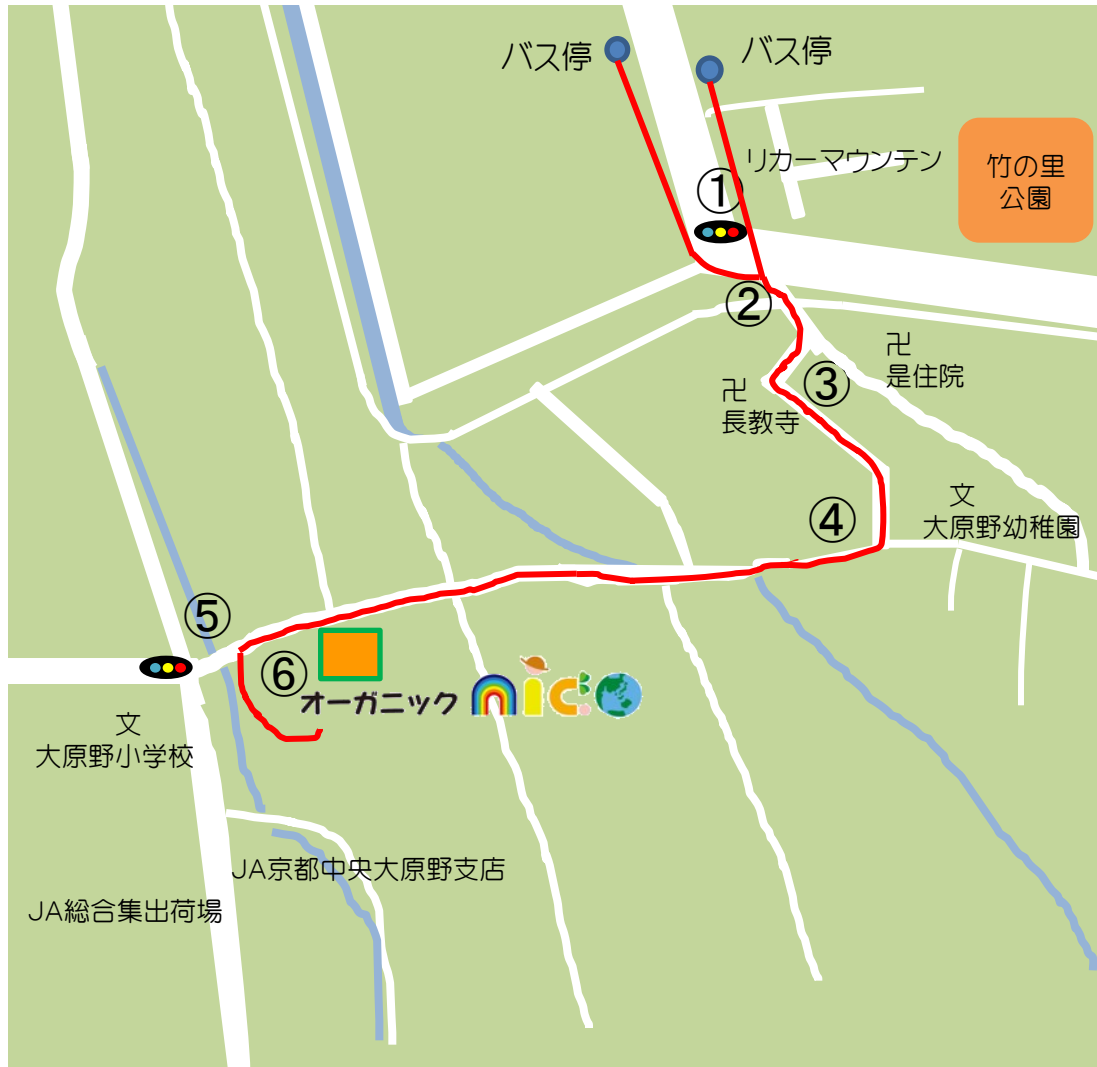 バス停
バス停
リカーマウンテン
竹の里
公園
①
②
卍
是住院
③
卍
長教寺
④
文
大原野幼稚園
⑤
⑥
オーガニック nico
文
大原野小学校
JA京都中央大原野支店
JA総合集出荷場